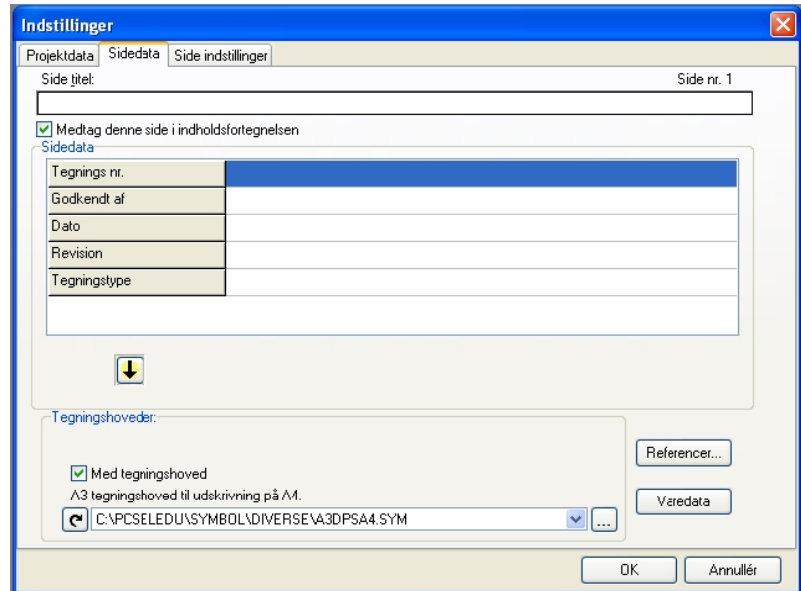 Indstillinger
Projektdata Sidedata Side indstillinger
Side titel: Side nr. 1
Medtag denne side i indholdsfortegnelsen
Sidedata
Tegnings nr.
Godkendt af
Dato
Revision
Tegningstype
Tegningshoveder:
Referencer...
Med tegningshoved
A3 tegningshoved til udskrivning på A4.
Varedata
C:\PCSELEDU\SYMBOL\DIVERSE\A3DPSA4.SYM ...
OK Annullér